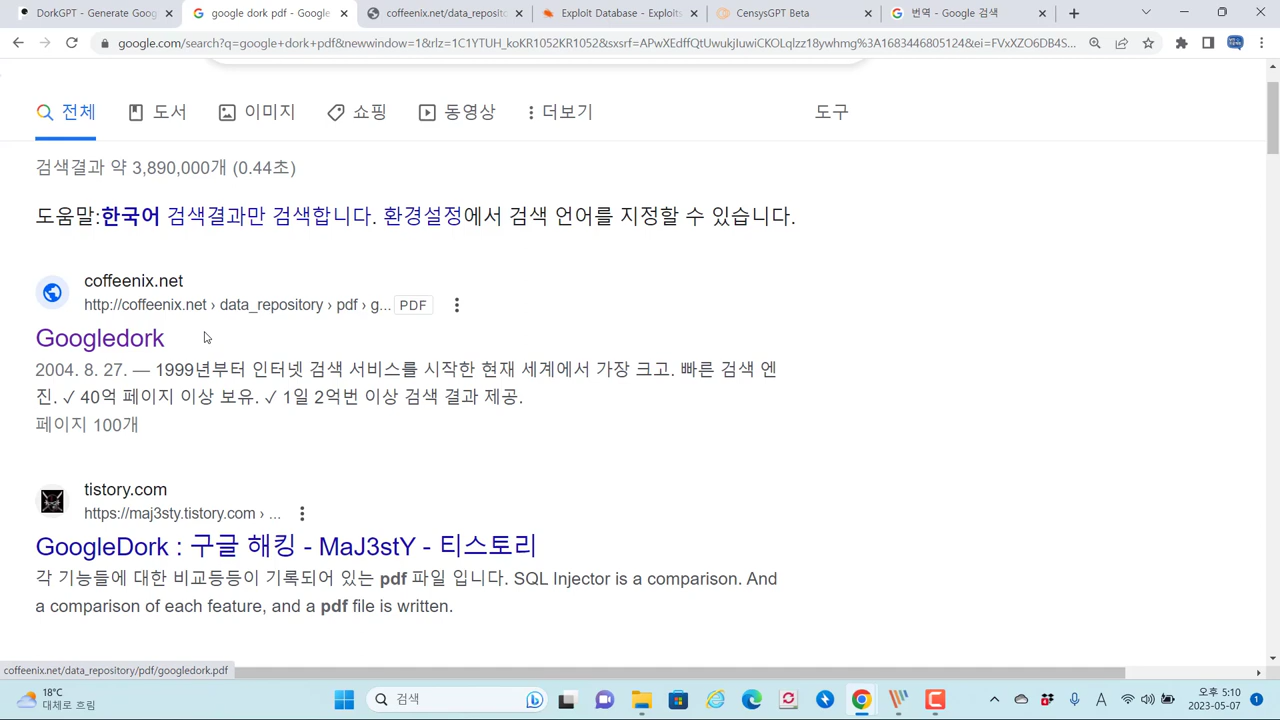 DorkGPT - Generate Goog
google dork pdf - Google
coffeenix.net/data_reposito
Exploit Database - Exploits
CensysGPT Beta
번역 - Google 검색
google.com/search?q=google+dork+pdf&newwindow=1&rlz=1C1YTUH_koKR1052KR1052&sxsrf=APwXEdffQtUwukjIuwiCKOLqlzz18ywhmg%3A1683446805124&ei=FVxXZO6DB4S...
전체
도서
이미지
쇼핑
동영상
더보기
도구
검색결과 약 3,890,000개 (0.44초)
도움말:한국어 검색결과만 검색합니다. 환경설정에서 검색 언어를 지정할 수 있습니다.
coffeenix.net
http://coffeenix.net › data_repository › pdf › g... PDF
Googledork
2004. 8. 27. — 1999년부터 인터넷 검색 서비스를 시작한 현재 세계에서 가장 크고. 빠른 검색 엔
진. ✓ 40억 페이지 이상 보유. ✓ 1일 2억번 이상 검색 결과 제공.
페이지 100개
tistory.com
https://maj3sty.tistory.com › ...
GoogleDork : 구글 해킹 - MaJ3stY - 티스토리
각 기능들에 대한 비교등등이 기록되어 있는 pdf 파일 입니다. SQL Injector is a comparison. And
a comparison of each feature, and a pdf file is written.
coffeenix.net/data_repository/pdf/googledork.pdf
18°C
대체로 흐림
검색
A
오후 5:10
2023-05-07
1